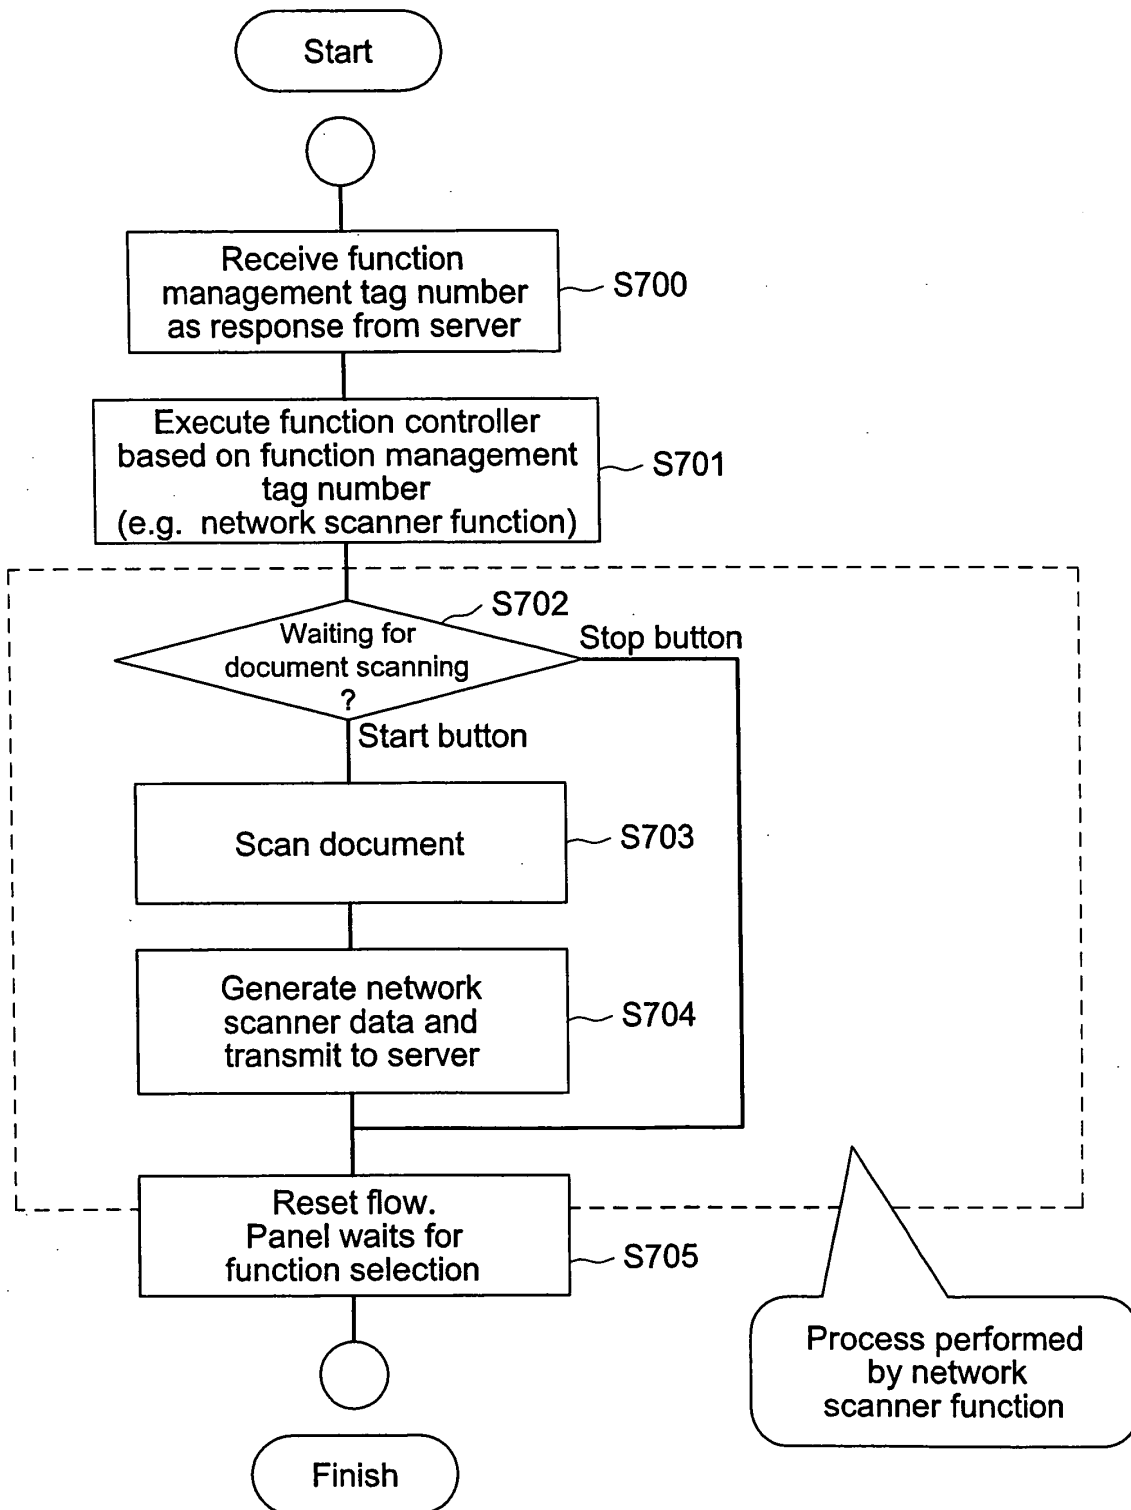 Start
Receive function
management tag number
as response from server
S700
Execute function controller
based on function management
tag number
(e.g. network scanner function)
S701
S702
Waiting for
document scanning
?
Stop button
Start button
Scan document
S703
Generate network
scanner data and
transmit to server
S704
Reset flow.
Panel waits for
function selection
S705
Process performed
by network
scanner function
Finish